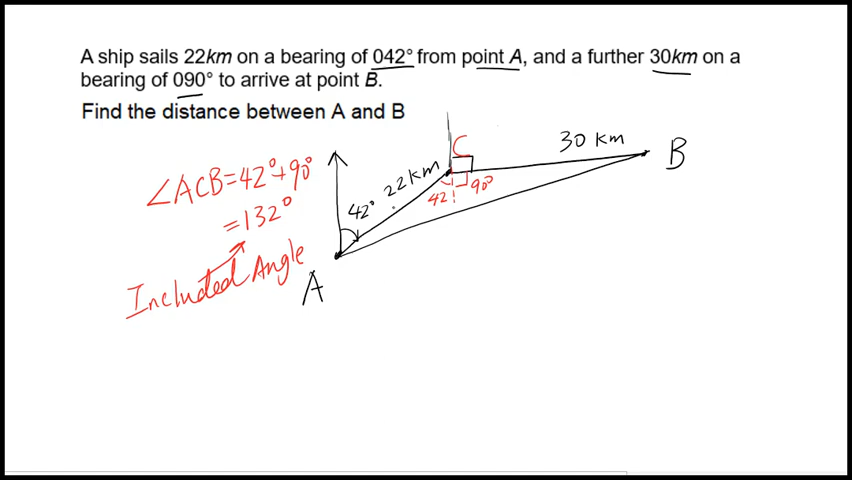 A ship sails 22km on a bearing of 042° from point A, and a further 30km on a
bearing of 090° to arrive at point B.
Find the distance between A and B
C
30 km
B
∠ACB=42°+90°
=132°
22km
42°
42°
90°
Included Angle
A